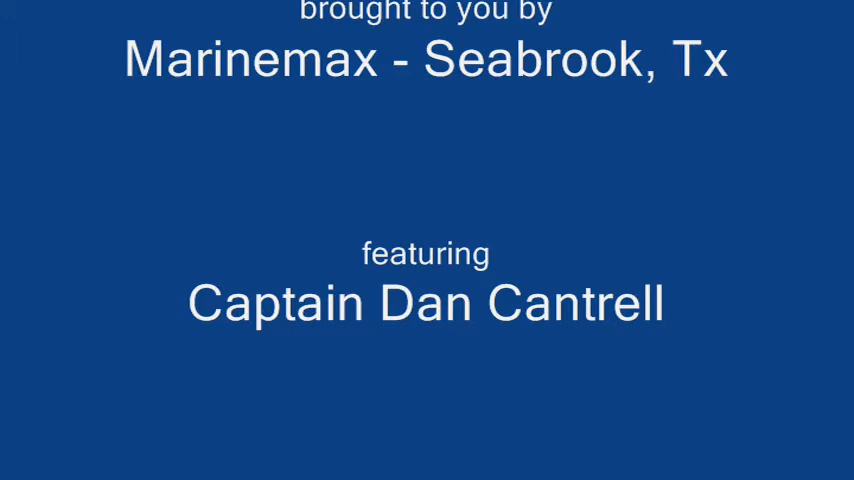 brought to you by
Marinemax - Seabrook, Tx
featuring
Captain Dan Cantrell